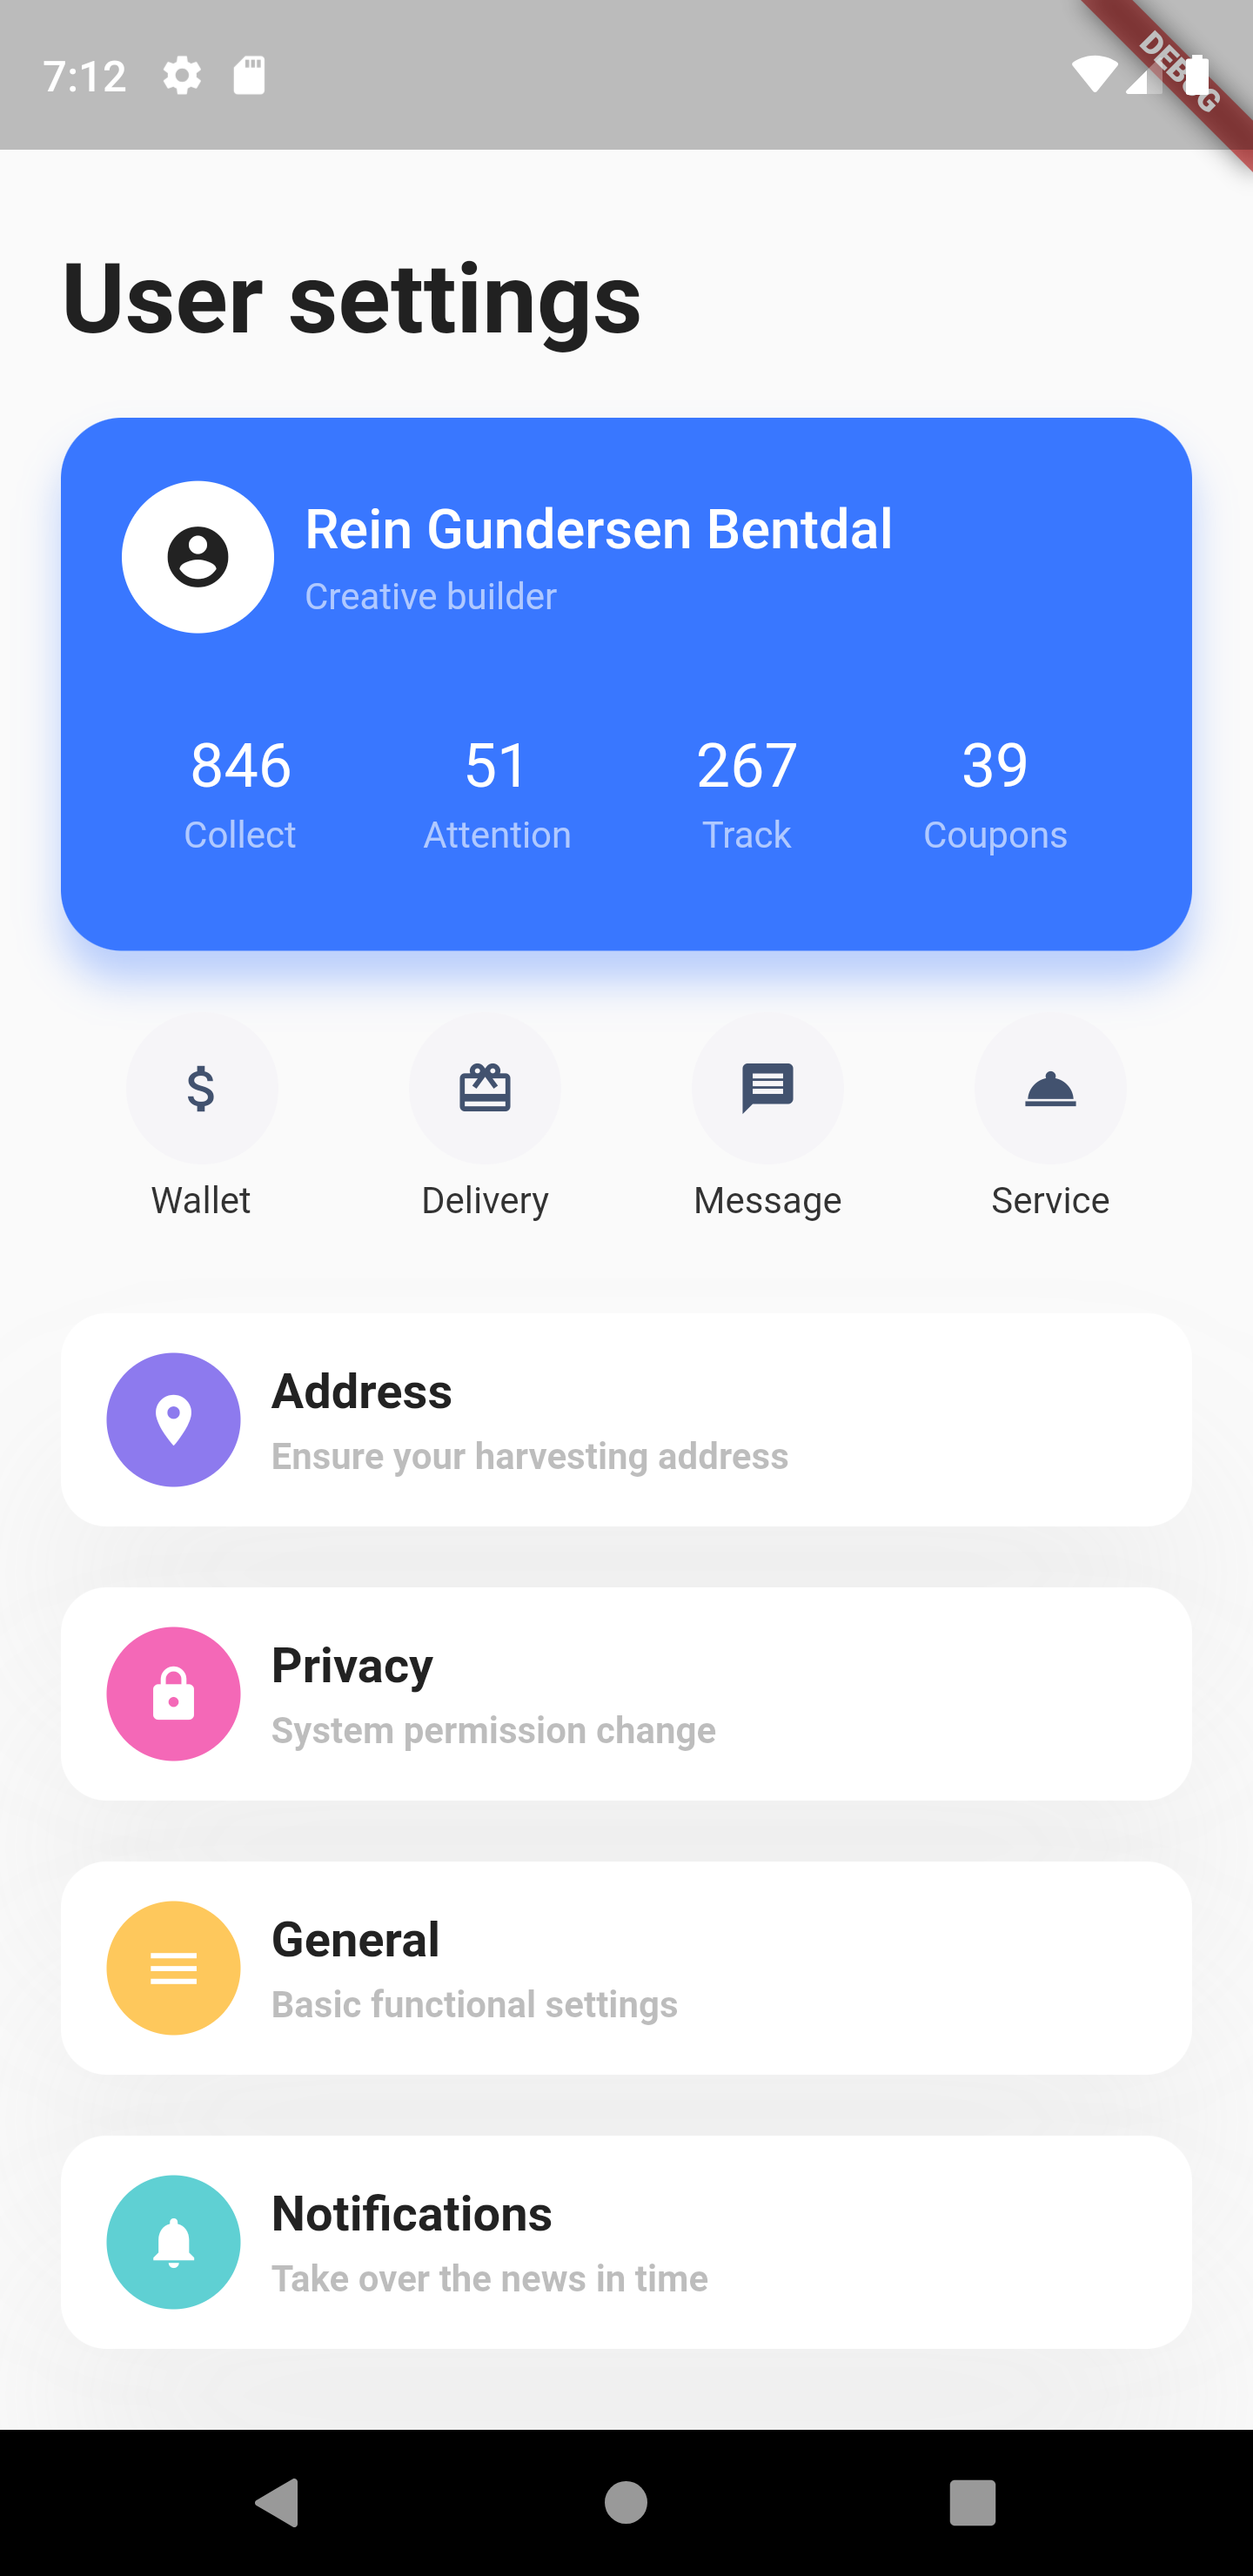 7:12
DEBUG
User settings
Rein Gundersen Bentdal
Creative builder
846 51 267 39
Collect Attention Track Coupons
$
Wallet Delivery Message Service
Address
Ensure your harvesting address
Privacy
System permission change
General
Basic functional settings
Notifications
Take over the news in time